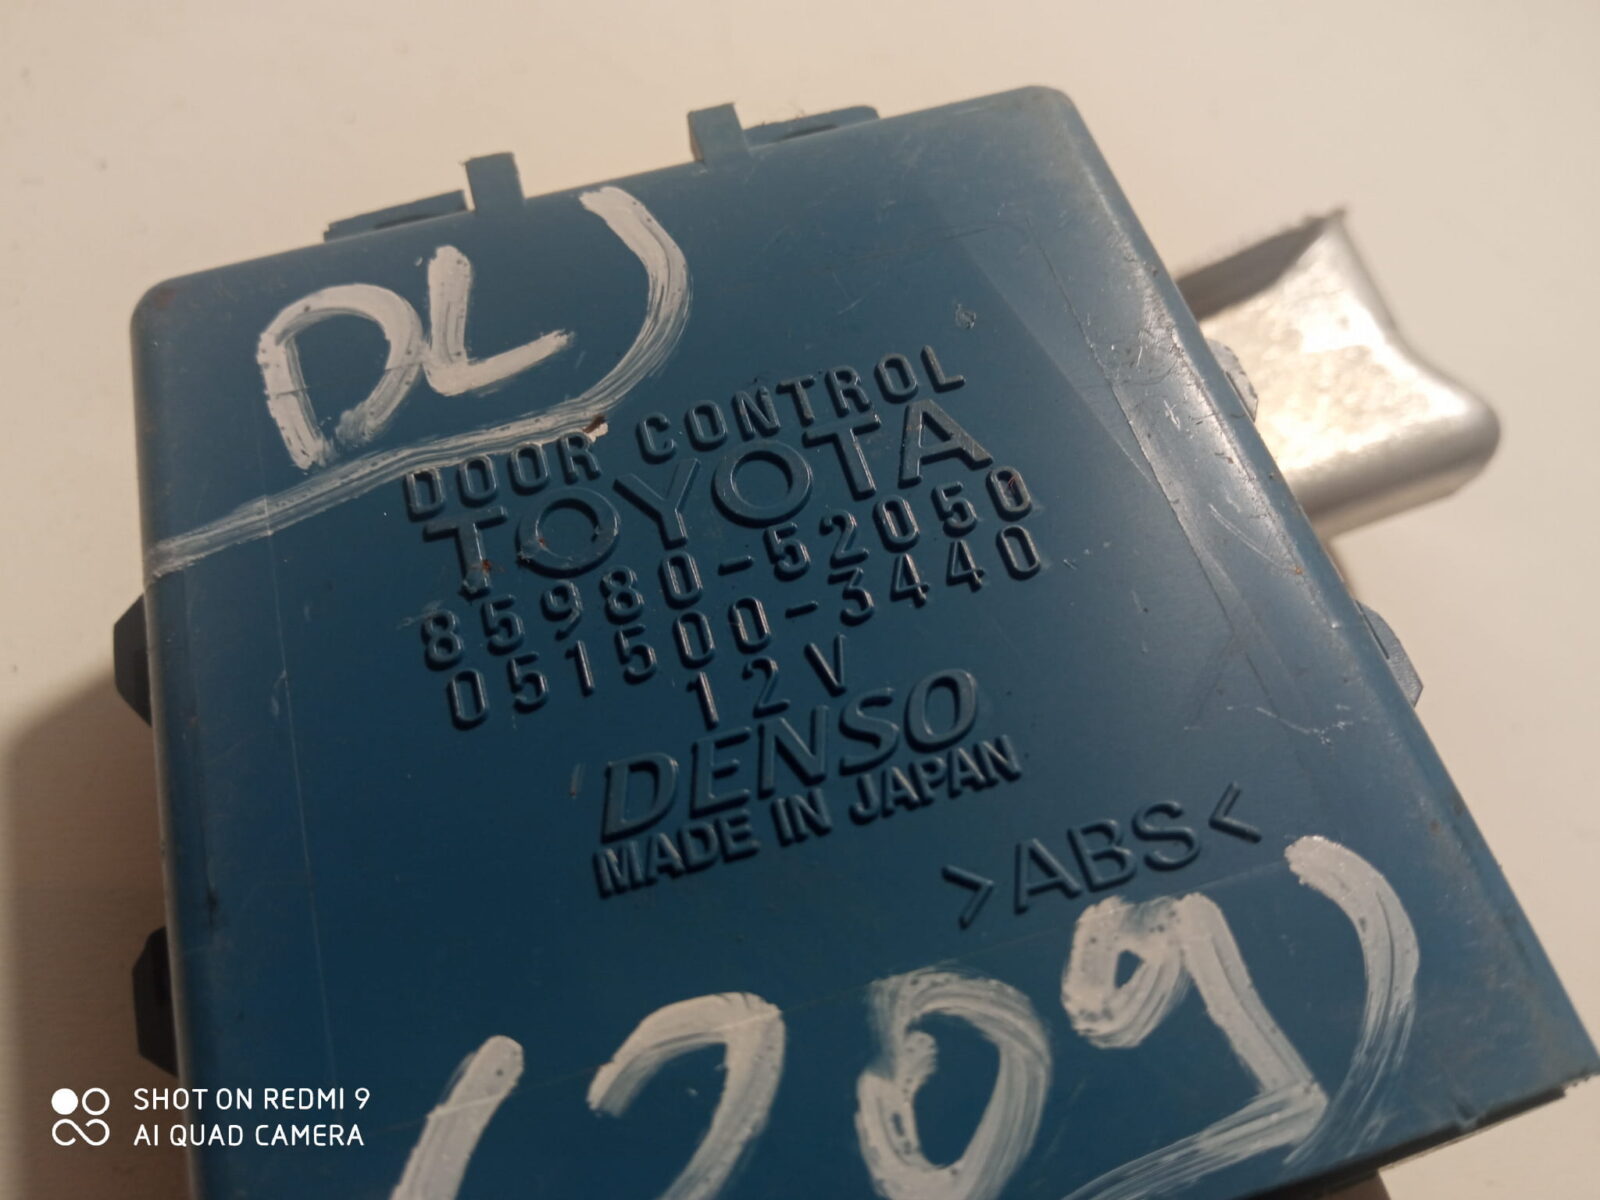 DL)
DOOR CONTROL
TOYOTA
85980-52050
051500-3440
12V
DENSO
MADE IN JAPAN
>ABS<
(209)
SHOT ON REDMI 9
AI QUAD CAMERA